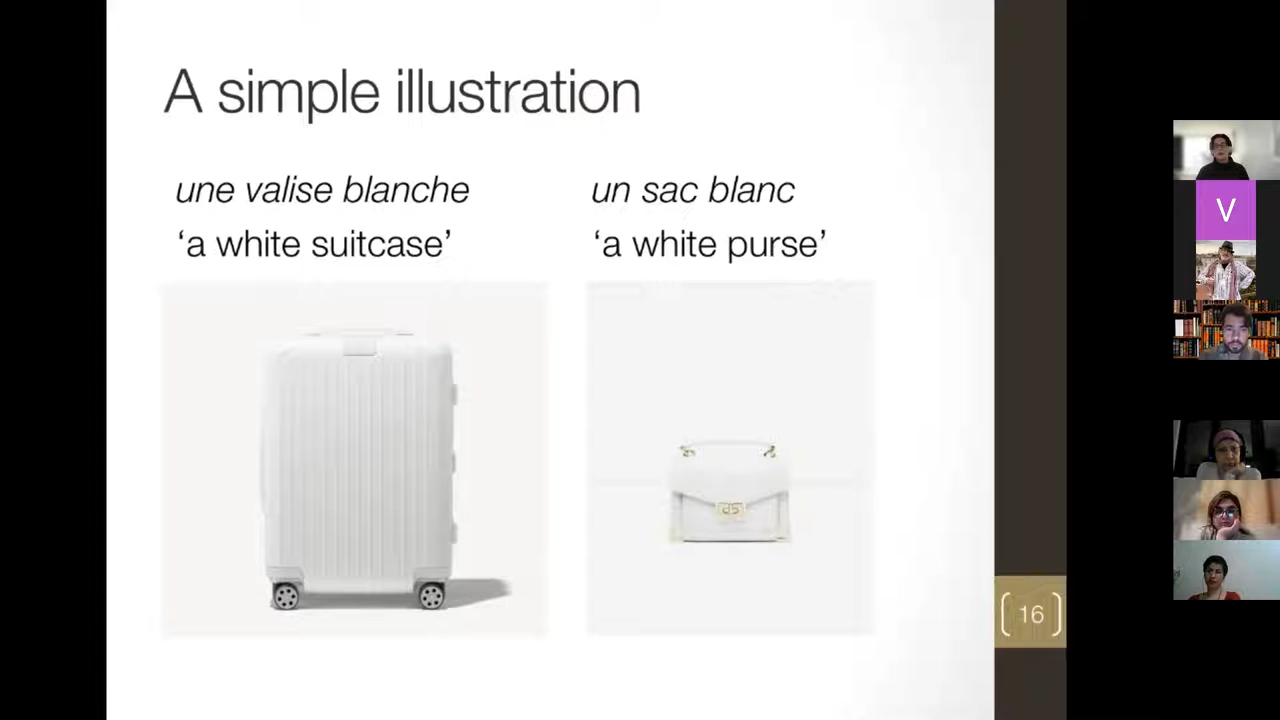 A simple illustration
une valise blanche
'a white suitcase'
un sac blanc
'a white purse'
16
V